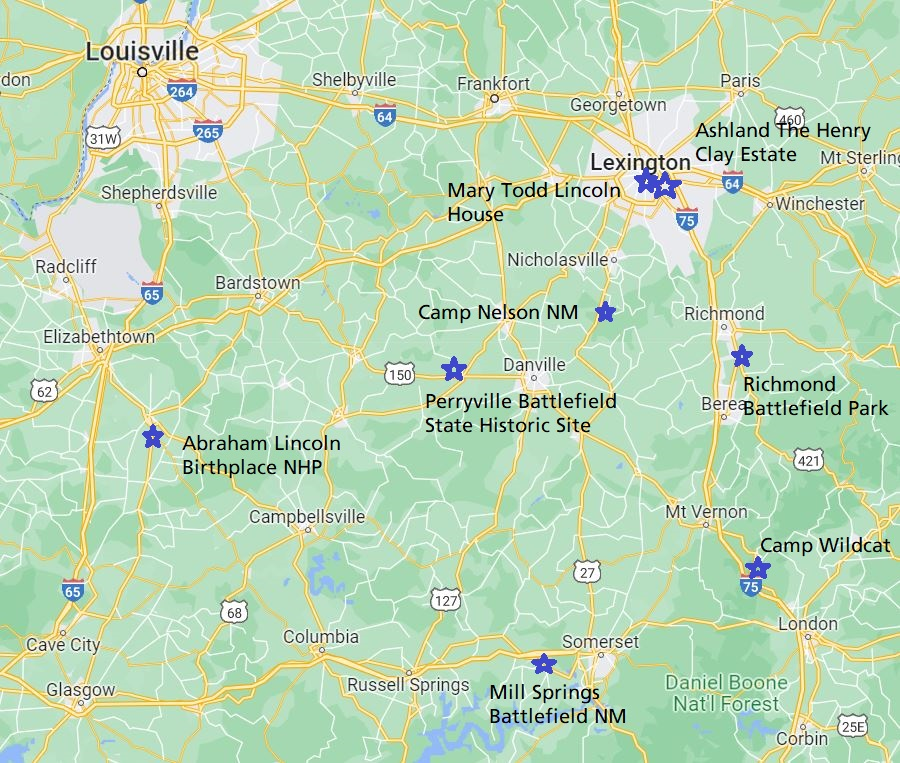 Louisville
don
264
265
31W
Shelbyville
64
Frankfort
Georgetown
Paris
460
Ashland The Henry
Clay Estate
Mt Sterling
Lexington
64
Mary Todd Lincoln
House
Winchester
75
Shepherdsville
Nicholasville
Radcliff
65
Bardstown
Camp Nelson NM
Richmond
Elizabethtown
150
Danville
62
Perryville Battlefield
State Historic Site
Richmond
Battlefield Park
Berea
Abraham Lincoln
Birthplace NHP
421
Campbellsville
Mt Vernon
Camp Wildcat
75
65
27
127
68
London
Cave City
Columbia
Somerset
Russell Springs
Glasgow
Mill Springs
Battlefield NM
Daniel Boone
Nat'l Forest
25E
Corbin